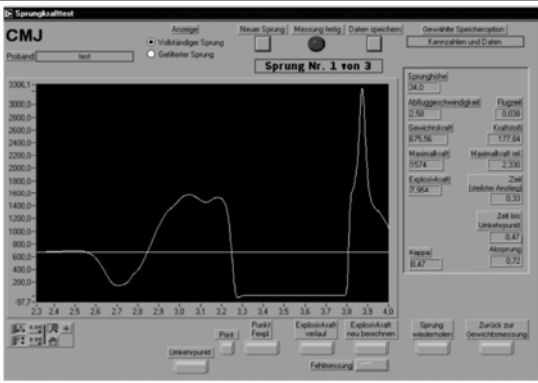 Sprungkrafttest
CMJ
Proband test
Anzeige
Vollständiger Sprung
Gefilterter Sprung
Neuer Sprung
Messung fertig
Daten speichern
Gewählte Speicheroption
Kennzahlen und Daten
Sprung Nr. 1 von 3
3306,1
3000,0
2800,0
2600,0
2400,0
2200,0
2000,0
1800,0
1600,0
1400,0
1200,0
1000,0
800,0
600,0
400,0
200,0
-97,2
2.3 2.4 2.5 2.6 2.7 2.8 2.9 3.0 3.1 3.2 3.3 3.4 3.5 3.6 3.7 3.8 3.9 4.0
Sprunghöhe
34,0
Abfluggeschwindigkeit Flugzeit
2,58 0,038
Gewichtskraft Kraftstoß
675,56 177,84
Maximalkraft Maximalkraft rel.
1574 2,330
Explosivkraft Zeit
7,954 (steilster Anstieg)
0,33
Zeit bis
Umkehrpunkt
0,47
Kappa Absprung
0,47 0,72
Umkehrpunkt
Print
Punkt
Fexpl.
Explosivkraft
verlauf
Explosivkraft
neu berechnen
Fehlmessung
Sprung
wiederholen
Zurück zur
Gewichtsmessung